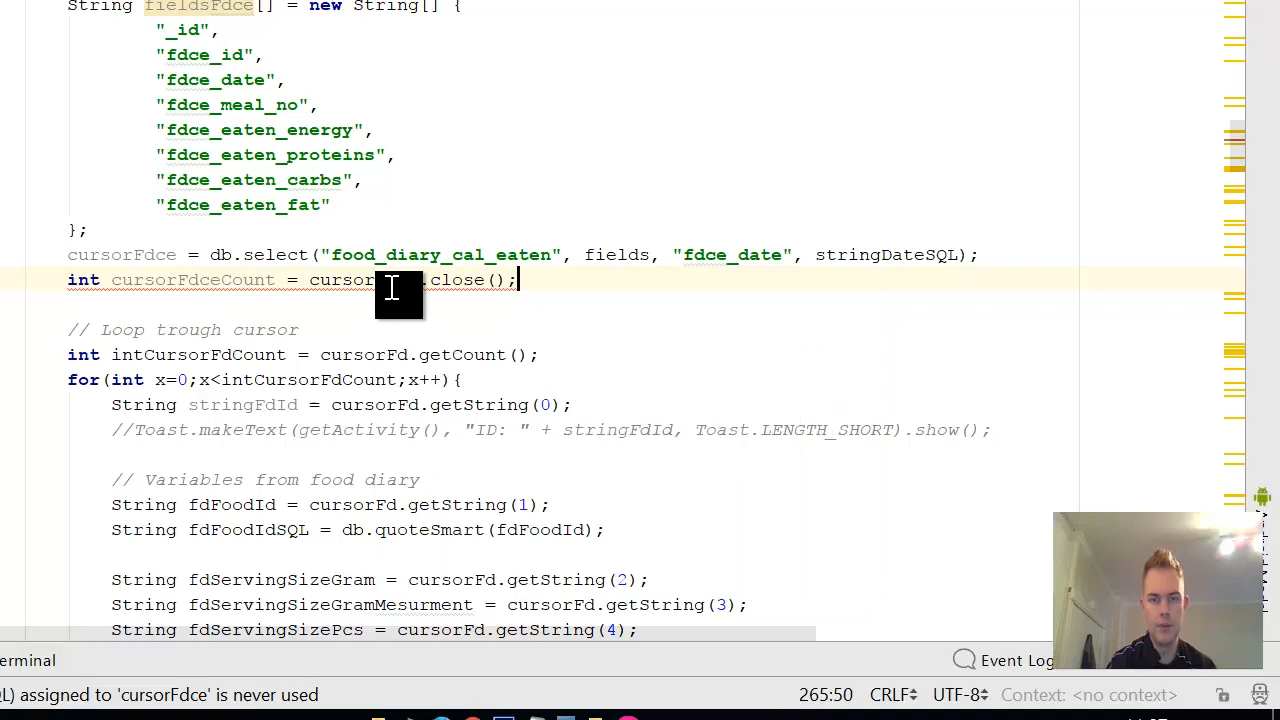 String fieldsFdce[] = new String[] {
"_id",
"fdce_id",
"fdce_date",
"fdce_meal_no",
"fdce_eaten_energy",
"fdce_eaten_proteins",
"fdce_eaten_carbs",
"fdce_eaten_fat"
};
cursorFdce = db.select("food_diary_cal_eaten", fields, "fdce_date", stringDateSQL);
int cursorFdceCount = cursor .close();
// Loop trough cursor
int intCursorFdCount = cursorFd.getCount();
for(int x=0;x<intCursorFdCount;x++){
String stringFdId = cursorFd.getString(0);
//Toast.makeText(getActivity(), "ID: " + stringFdId, Toast.LENGTH_SHORT).show();
// Variables from food diary
String fdFoodId = cursorFd.getString(1);
String fdFoodIdSQL = db.quoteSmart(fdFoodId);
String fdServingSizeGram = cursorFd.getString(2);
String fdServingSizeGramMesurment = cursorFd.getString(3);
String fdServingSizePcs = cursorFd.getString(4);
erminal
Event Log
L) assigned to 'cursorFdce' is never used
265:50 CRLF UTF-8 Context: <no context>